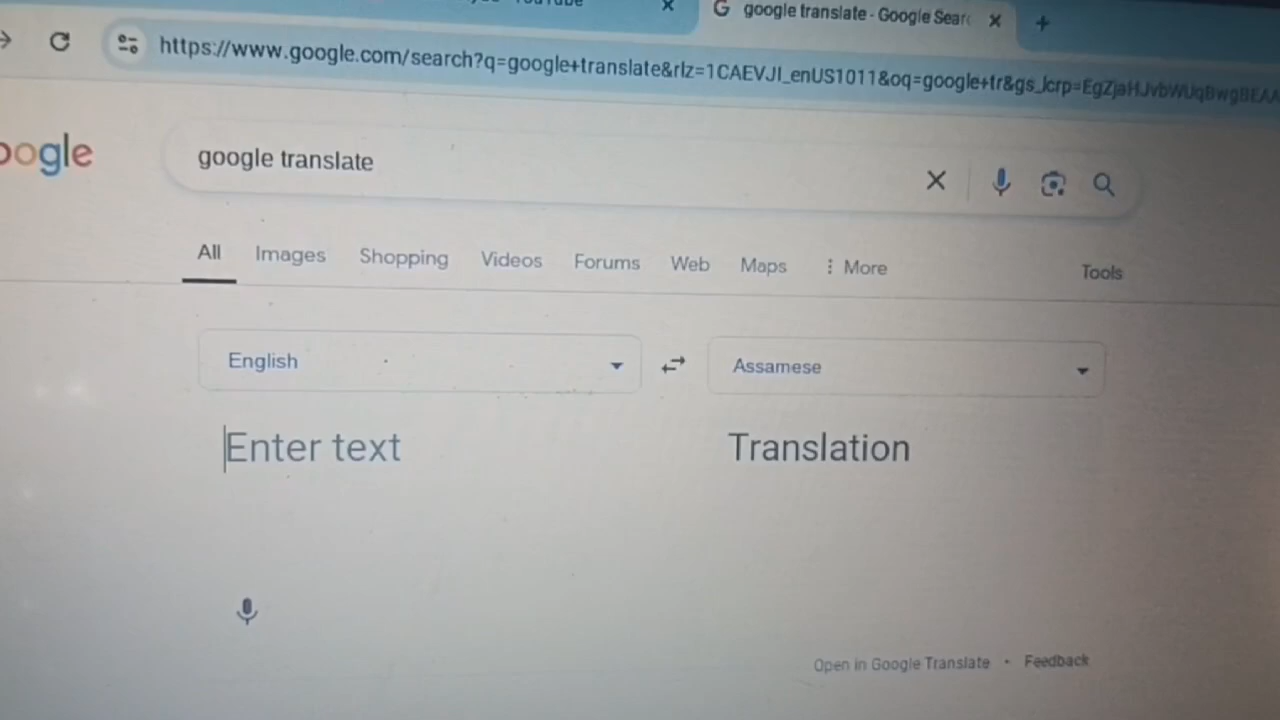 google translate - Google Sear
https://www.google.com/search?q=google+translate&rlz=1CAEVJI_enUS1011&oq=google+tr&gs_lcrp=EgZjaHJvbWUqBwgBEAA
oogle
google translate
All Images Shopping Videos Forums Web Maps More Tools
English Assamese
Enter text Translation
Open in Google Translate • Feedback